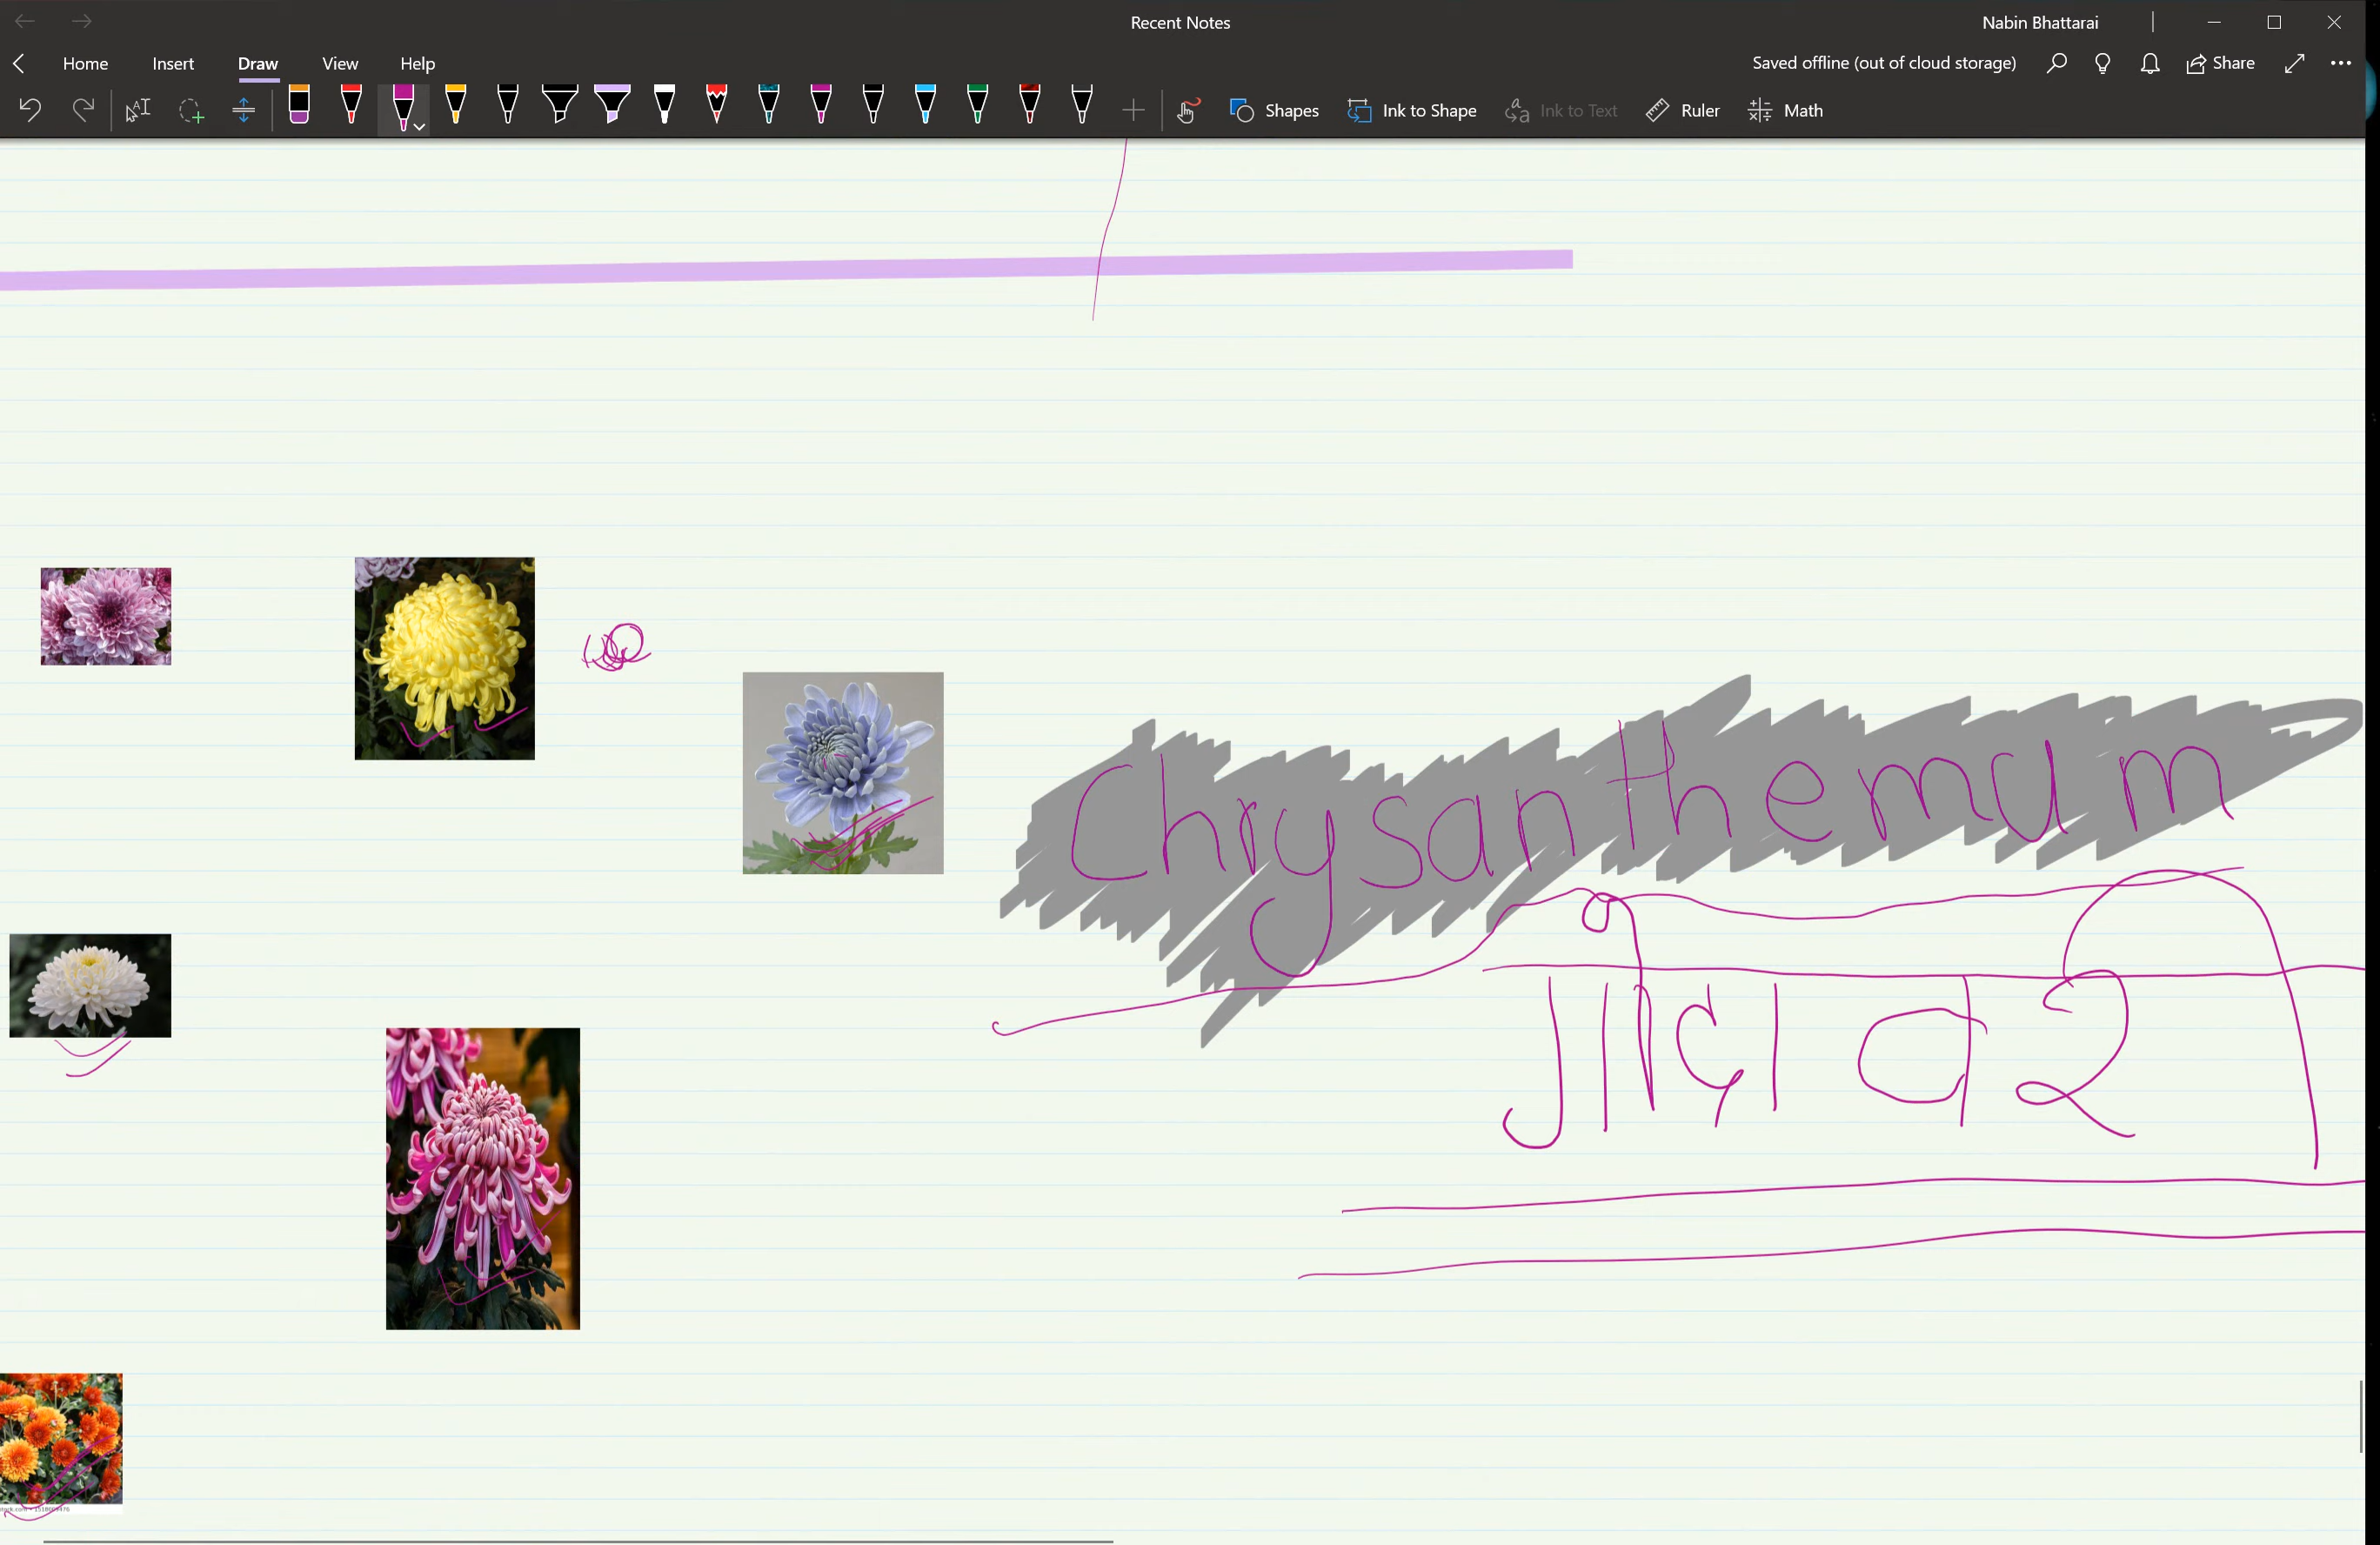 Recent Notes
Nabin Bhattarai
Home Insert Draw View Help
Saved offline (out of cloud storage)
Share
Shapes
Ink to Shape
Ink to Text
Ruler
Math
Chrysanthemum
गोदावरी